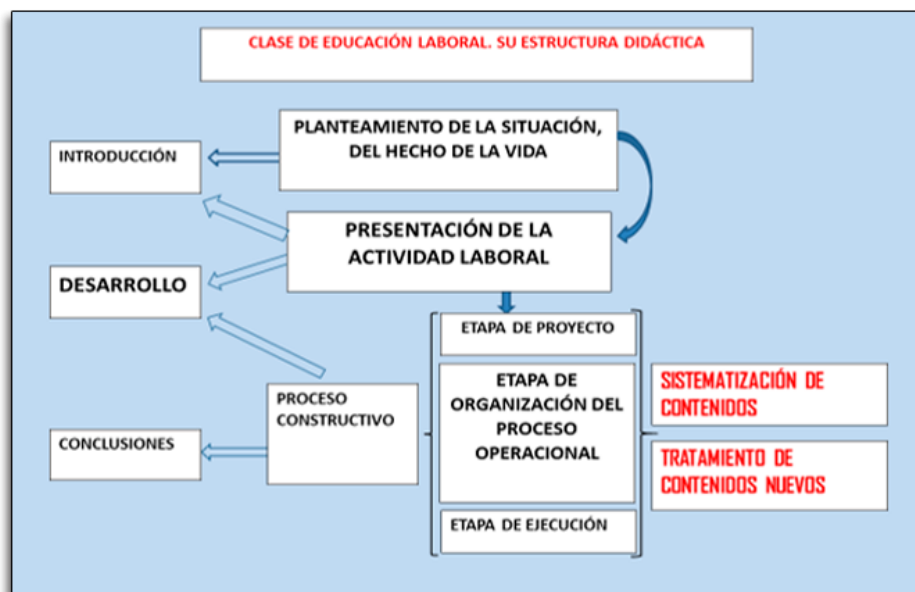 CLASE DE EDUCACIÓN LABORAL. SU ESTRUCTURA DIDÁCTICA
PLANTEAMIENTO DE LA SITUACIÓN,
DEL HECHO DE LA VIDA
INTRODUCCIÓN
PRESENTACIÓN DE LA
ACTIVIDAD LABORAL
DESARROLLO
ETAPA DE PROYECTO
ETAPA DE
ORGANIZACIÓN DEL
PROCESO
OPERACIONAL
SISTEMATIZACIÓN DE
CONTENIDOS
PROCESO
CONSTRUCTIVO
CONCLUSIONES
TRATAMIENTO DE
CONTENIDOS NUEVOS
ETAPA DE EJECUCIÓN